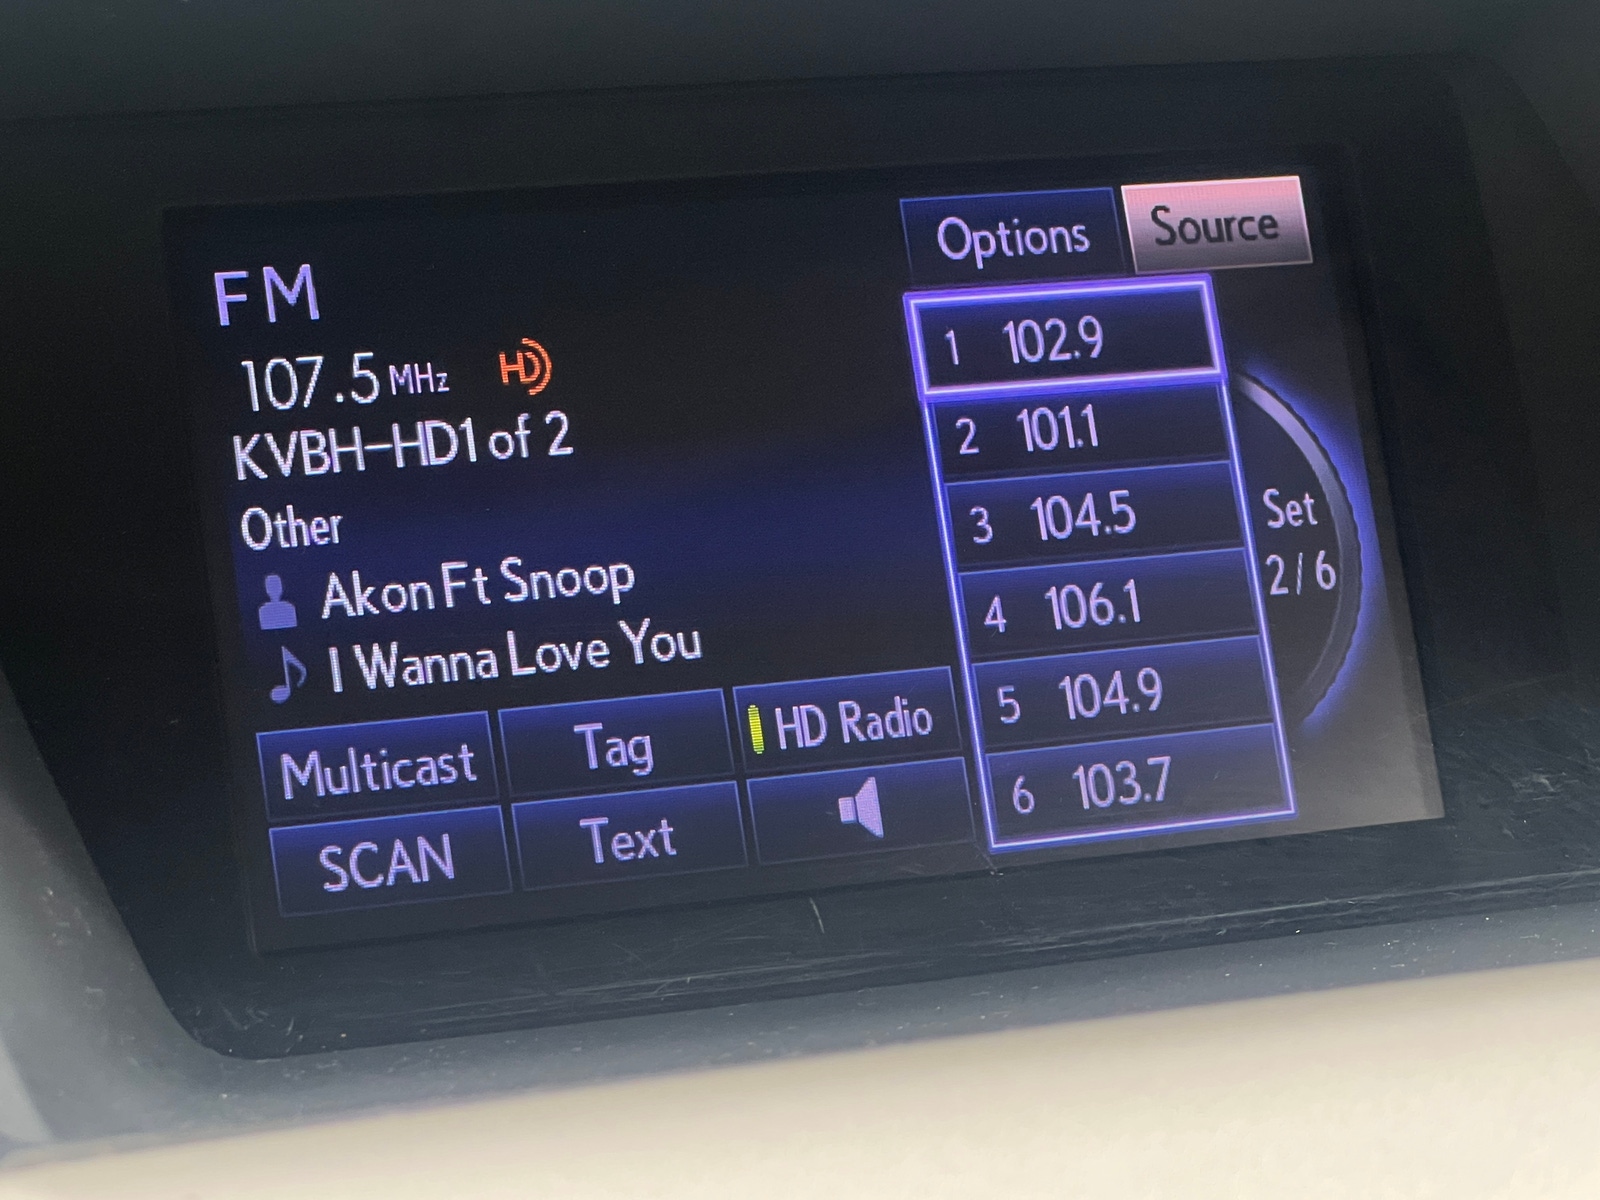 Options
Source
FM
107.5 MHz HD
KVBH-HD1 of 2
Other
Akon Ft Snoop
I Wanna Love You
Multicast
Tag
HD Radio
SCAN
Text
1 102.9
2 101.1
3 104.5
4 106.1
5 104.9
6 103.7
Set
2/6